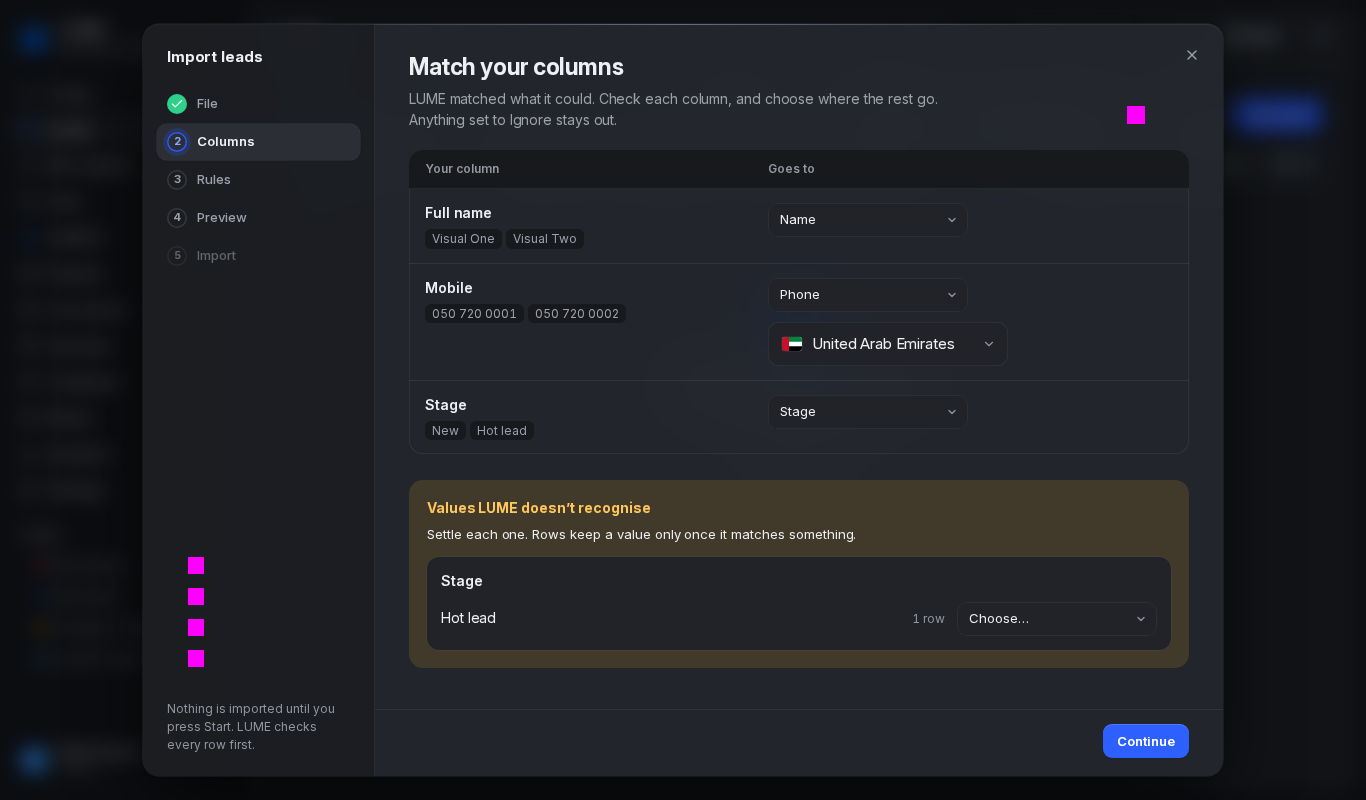 Import leads
File
2 Columns
3 Rules
4 Preview
5 Import
Nothing is imported until you
press Start. LUME checks
every row first.
Match your columns
LUME matched what it could. Check each column, and choose where the rest go.
Anything set to Ignore stays out.
Your column Goes to
Full name Name
Visual One Visual Two
Mobile Phone
050 720 0001 050 720 0002
United Arab Emirates
Stage Stage
New Hot lead
Values LUME doesn’t recognise
Settle each one. Rows keep a value only once it matches something.
Stage
Hot lead 1 row Choose…
Continue